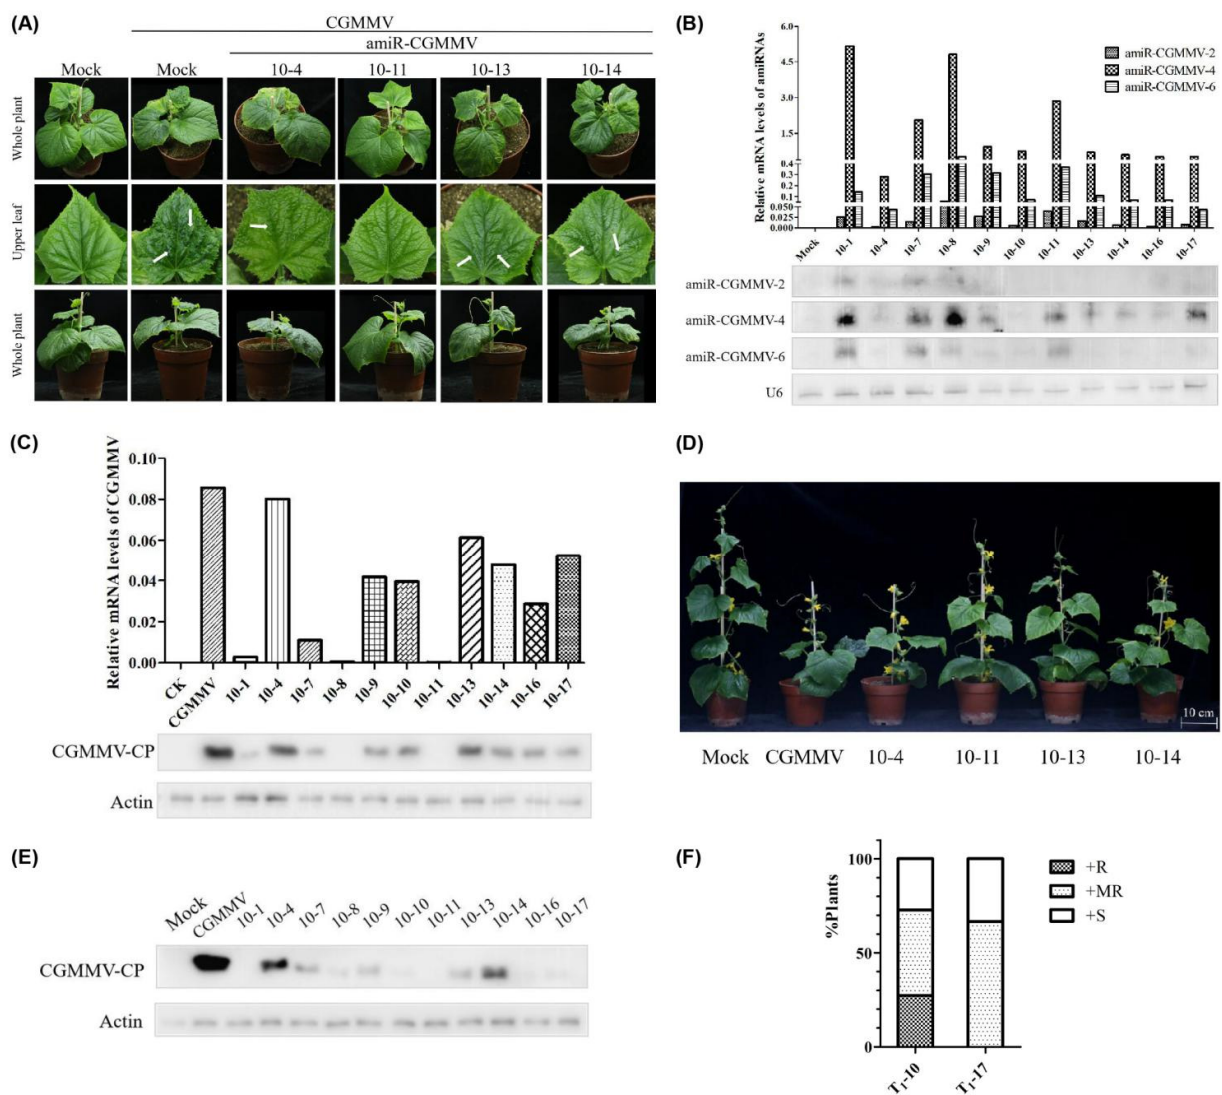 (A)
CGMMV
amiR-CGMMV
Mock Mock 10-4 10-11 10-13 10-14
Whole plant
Upper leaf
Whole plant
(B)
Relative mRNA levels of amiRNAs
6.0
4.5
3.0
1.5
0.4
0.3
0.2
0.1
0.050
0.025
0.000
amiR-CGMMV-2
amiR-CGMMV-4
amiR-CGMMV-6
Mock 10-1 10-4 10-7 10-8 10-9 10-10 10-11 10-13 10-14 10-16 10-17
amiR-CGMMV-2
amiR-CGMMV-4
amiR-CGMMV-6
U6
(C)
Relative mRNA levels of CGMMV
0.10
0.08
0.06
0.04
0.02
0.00
CK CGMMV 10-1 10-4 10-7 10-8 10-9 10-10 10-11 10-13 10-14 10-16 10-17
CGMMV-CP
Actin
(D)
10 cm
Mock CGMMV 10-4 10-11 10-13 10-14
(E)
Mock CGMMV 10-1 10-4 10-7 10-8 10-9 10-10 10-11 10-13 10-14 10-16 10-17
CGMMV-CP
Actin
(F)
%Plants
100
50
0
+R
+MR
+S
T₁-10 T₁-17